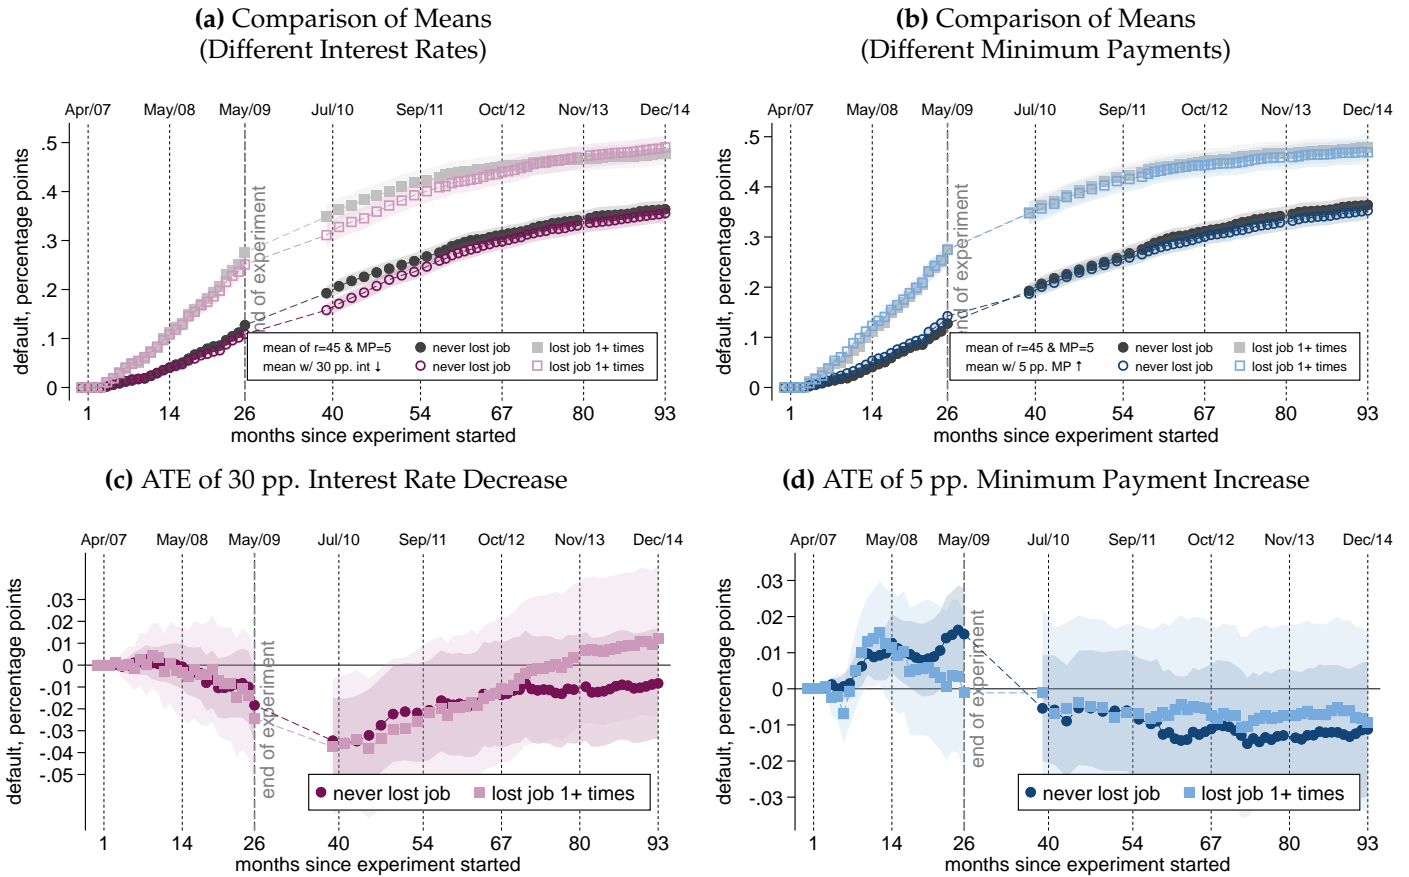 (a) Comparison of Means
(Different Interest Rates)
Apr/07 May/08 May/09 Jul/10 Sep/11 Oct/12 Nov/13 Dec/14
default, percentage points
.5
.4
.3
.2
.1
0
end of experiment
mean of r=45 & MP=5 never lost job lost job 1+ times
mean w/ 30 pp. int ↓ never lost job lost job 1+ times
1 14 26 40 54 67 80 93
months since experiment started
(b) Comparison of Means
(Different Minimum Payments)
Apr/07 May/08 May/09 Jul/10 Sep/11 Oct/12 Nov/13 Dec/14
default, percentage points
.5
.4
.3
.2
.1
0
end of experiment
mean of r=45 & MP=5 never lost job lost job 1+ times
mean w/ 5 pp. MP ↑ never lost job lost job 1+ times
1 14 26 40 54 67 80 93
months since experiment started
(c) ATE of 30 pp. Interest Rate Decrease
Apr/07 May/08 May/09 Jul/10 Sep/11 Oct/12 Nov/13 Dec/14
default, percentage points
.03
.01
0
-.01
-.02
-.03
-.04
-.05
end of experiment
never lost job lost job 1+ times
1 14 26 40 54 67 80 93
months since experiment started
(d) ATE of 5 pp. Minimum Payment Increase
Apr/07 May/08 May/09 Jul/10 Sep/11 Oct/12 Nov/13 Dec/14
default, percentage points
.03
.02
.01
0
-.01
-.02
-.03
end of experiment
never lost job lost job 1+ times
1 14 26 40 54 67 80 93
months since experiment started